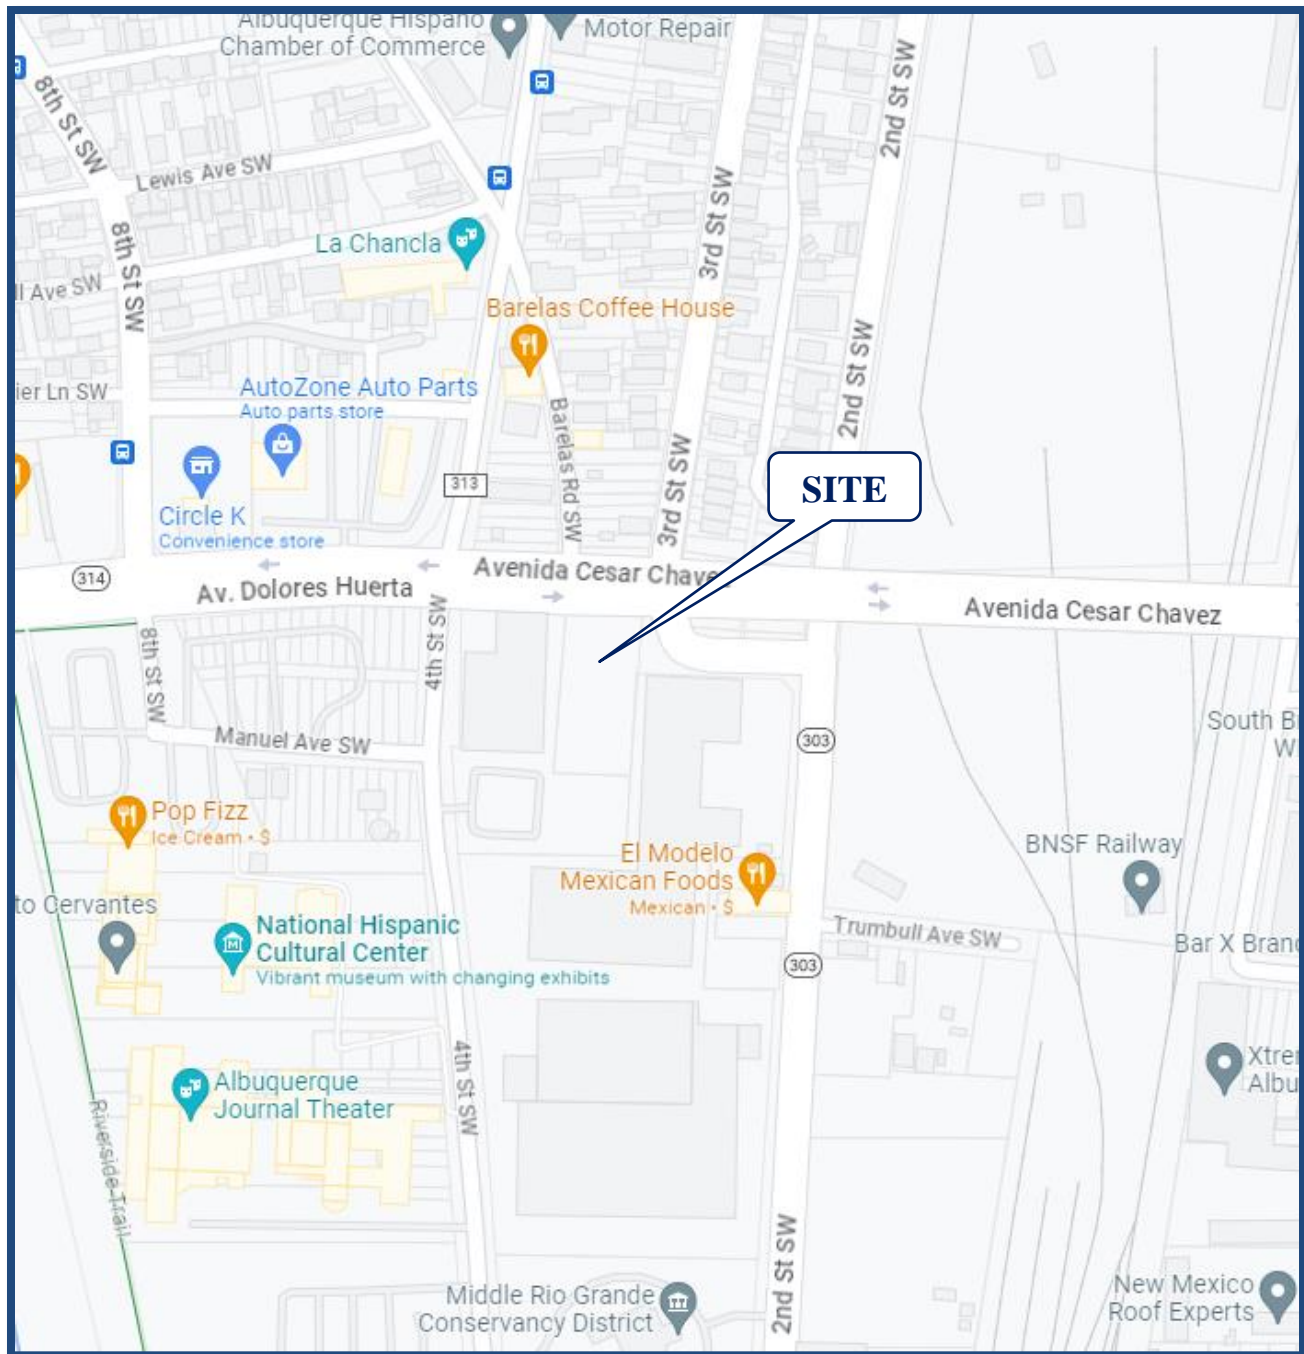 Albuquerque Hispano
Chamber of Commerce
Motor Repair
8th St SW
2nd St SW
Lewis Ave SW
3rd St SW
8th St SW
La Chancla
ll Ave SW
Barelas Coffee House
2nd St SW
ier Ln SW
AutoZone Auto Parts
Auto parts store
Barelas Rd SW
3rd St SW
SITE
313
Circle K
Convenience store
314
Av. Dolores Huerta
Avenida Cesar Chave
Avenida Cesar Chavez
8th St SW
4th St SW
Manuel Ave SW
303
South B
W
Pop Fizz
Ice Cream • $
El Modelo
Mexican Foods
Mexican • $
BNSF Railway
to Cervantes
National Hispanic
Cultural Center
Vibrant museum with changing exhibits
Trumbull Ave SW
Bar X Bran
303
4th St SW
Xtre
Albu
Albuquerque
Journal Theater
Riverside Trail
2nd St SW
Middle Rio Grande
Conservancy District
New Mexico
Roof Experts